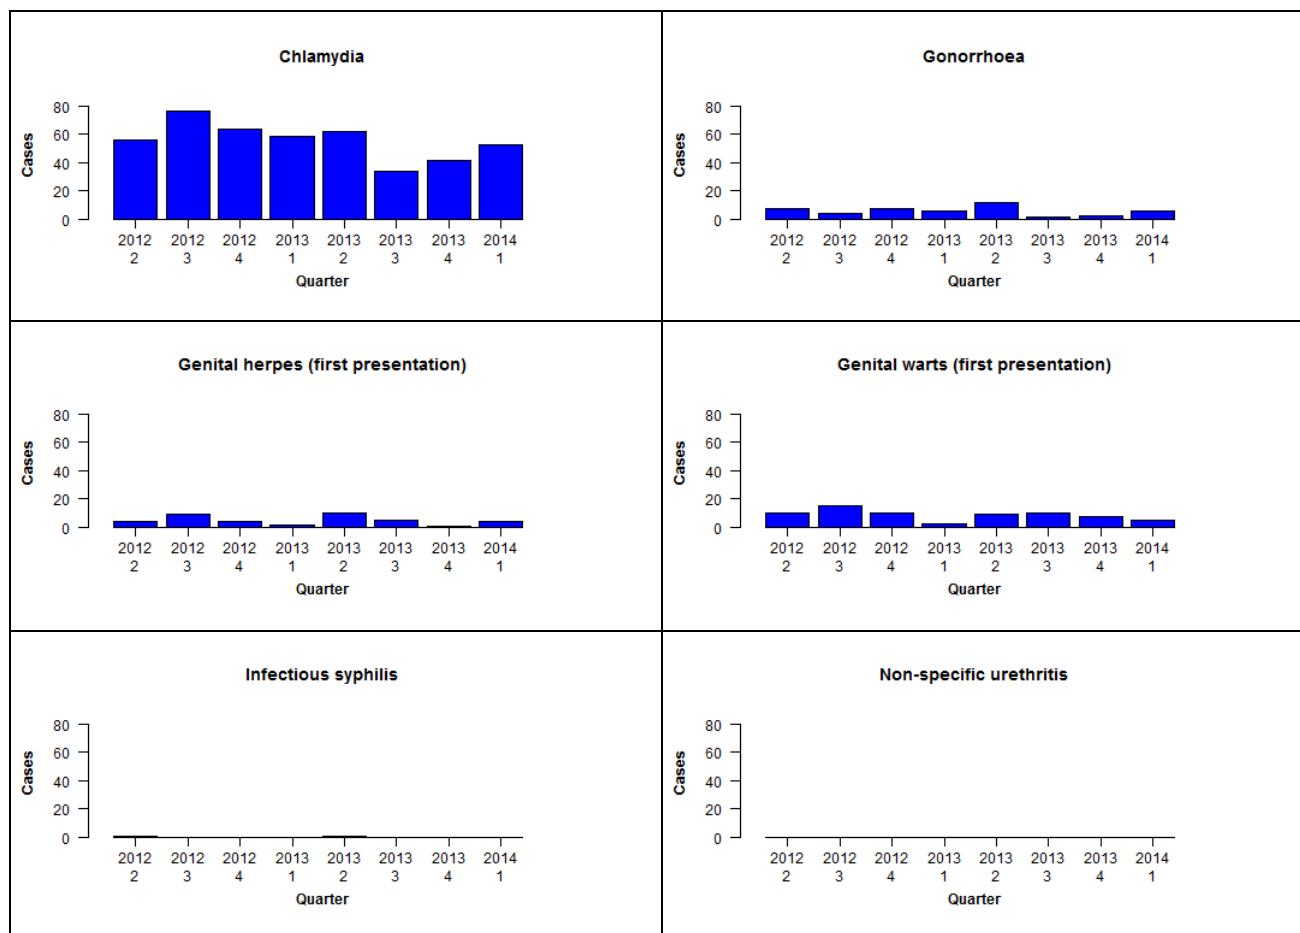 Chlamydia
80
60
40
20
0
Cases
2012 2012 2012 2013 2013 2013 2013 2014
2 3 4 1 2 3 4 1
Quarter
Gonorrhoea
80
60
40
20
0
Cases
2012 2012 2012 2013 2013 2013 2013 2014
2 3 4 1 2 3 4 1
Quarter
Genital herpes (first presentation)
80
60
40
20
0
Cases
2012 2012 2012 2013 2013 2013 2013 2014
2 3 4 1 2 3 4 1
Quarter
Genital warts (first presentation)
80
60
40
20
0
Cases
2012 2012 2012 2013 2013 2013 2013 2014
2 3 4 1 2 3 4 1
Quarter
Infectious syphilis
80
60
40
20
0
Cases
2012 2012 2012 2013 2013 2013 2013 2014
2 3 4 1 2 3 4 1
Quarter
Non-specific urethritis
80
60
40
20
0
Cases
2012 2012 2012 2013 2013 2013 2013 2014
2 3 4 1 2 3 4 1
Quarter